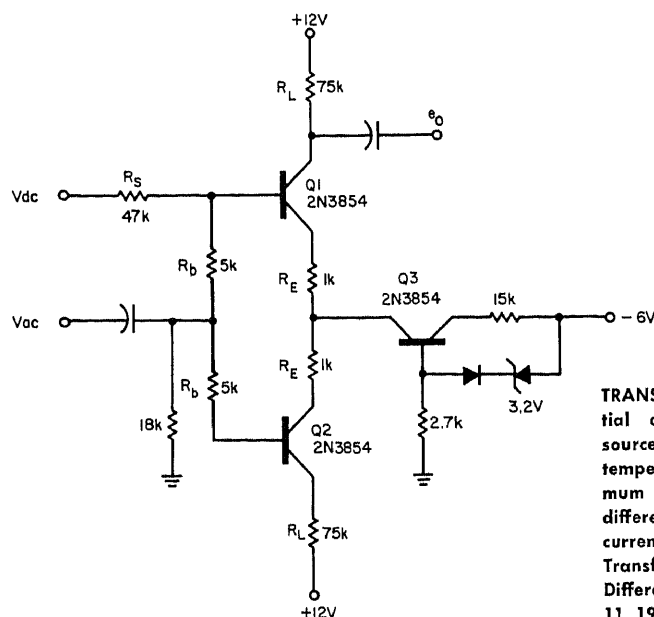 +12V
RL 75k
eo
Q1
2N3854
Vdc
RS
47k
Rb 5k
RE 1k
Q3
2N3854
15k
-6V
Vac
Rb 5k
RE 1k
3,2V
18k
2.7k
Q2
2N3854
RL 75k
+12V
TRANS
tial
source
tempe
mum
differe
curren
Transf
Differe
11, 19